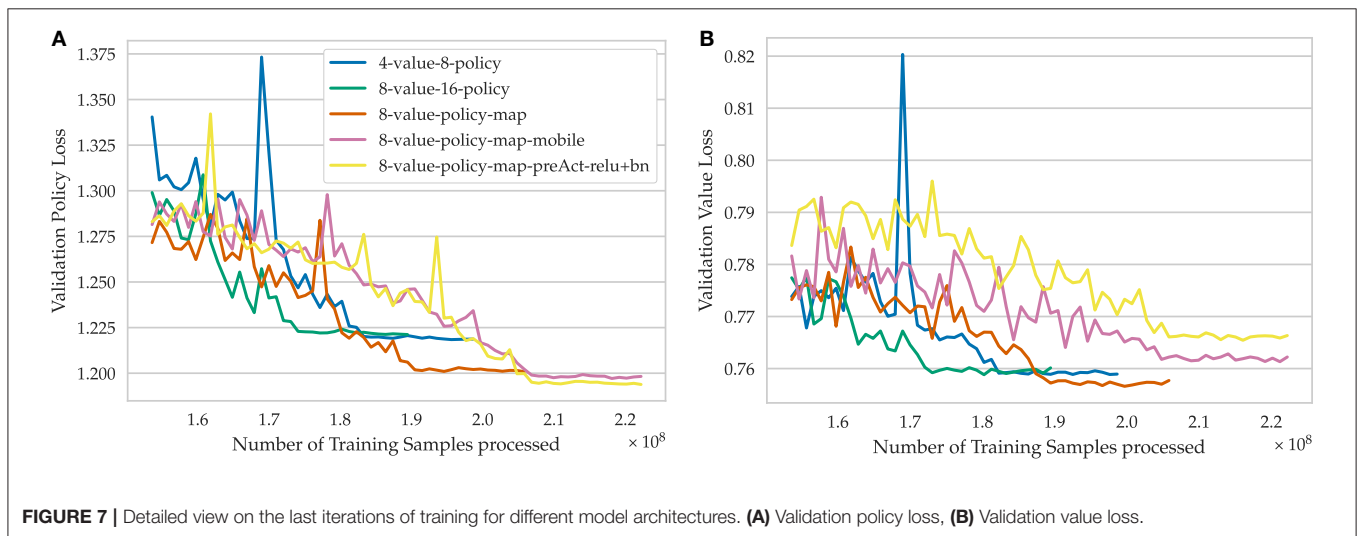 A
1.375
1.350
1.325
1.300
1.275
1.250
1.225
1.200
Validation Policy Loss
4-value-8-policy
8-value-16-policy
8-value-policy-map
8-value-policy-map-mobile
8-value-policy-map-preAct-relu+bn
1.6 1.7 1.8 1.9 2.0 2.1 2.2
Number of Training Samples processed
× 10⁸
B
0.82
0.81
0.80
0.79
0.78
0.77
0.76
Validation Value Loss
1.6 1.7 1.8 1.9 2.0 2.1 2.2
Number of Training Samples processed
× 10⁸
FIGURE 7 | Detailed view on the last iterations of training for different model architectures. (A) Validation policy loss, (B) Validation value loss.